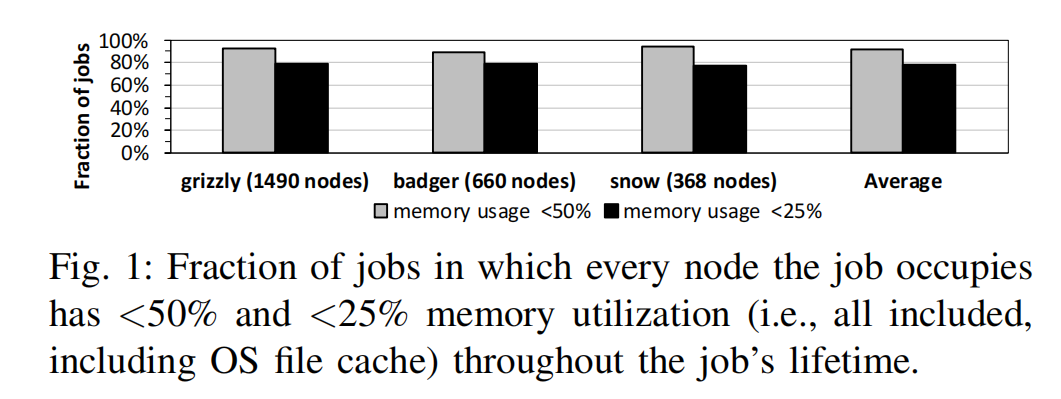 Fraction of jobs
100%
80%
60%
40%
20%
0%
grizzly (1490 nodes) badger (660 nodes) snow (368 nodes) Average
memory usage <50% memory usage <25%
Fig. 1: Fraction of jobs in which every node the job occupies
has <50% and <25% memory utilization (i.e., all included,
including OS file cache) throughout the job's lifetime.